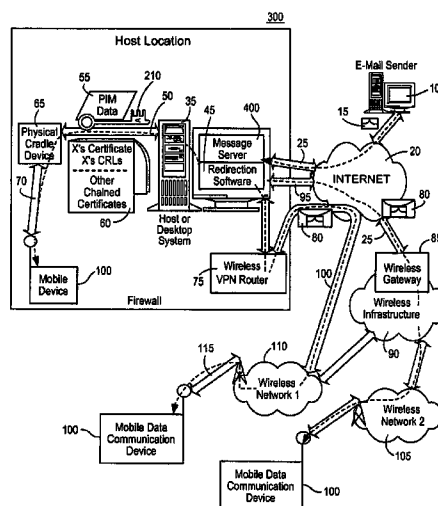 300
Host Location
E-Mail Sender
55
PIM
Data
210
50
35
65
Physical
Cradle
Device
45
400
Message
Server
Redirection
Software
X's Certificate
X's CRLs
Other
Chained
Certificates
60
Host or
Desktop
System
70
Mobile
Device
100
Firewall
75
Wireless
VPN Router
10
15
20
25
INTERNET
95
80
80
25
85
Wireless
Gateway
Wireless
Infrastructure
90
100
110
Wireless
Network 1
115
100
Mobile Data
Communication
Device
Wireless
Network 2
105
Mobile Data
Communication
Device
100